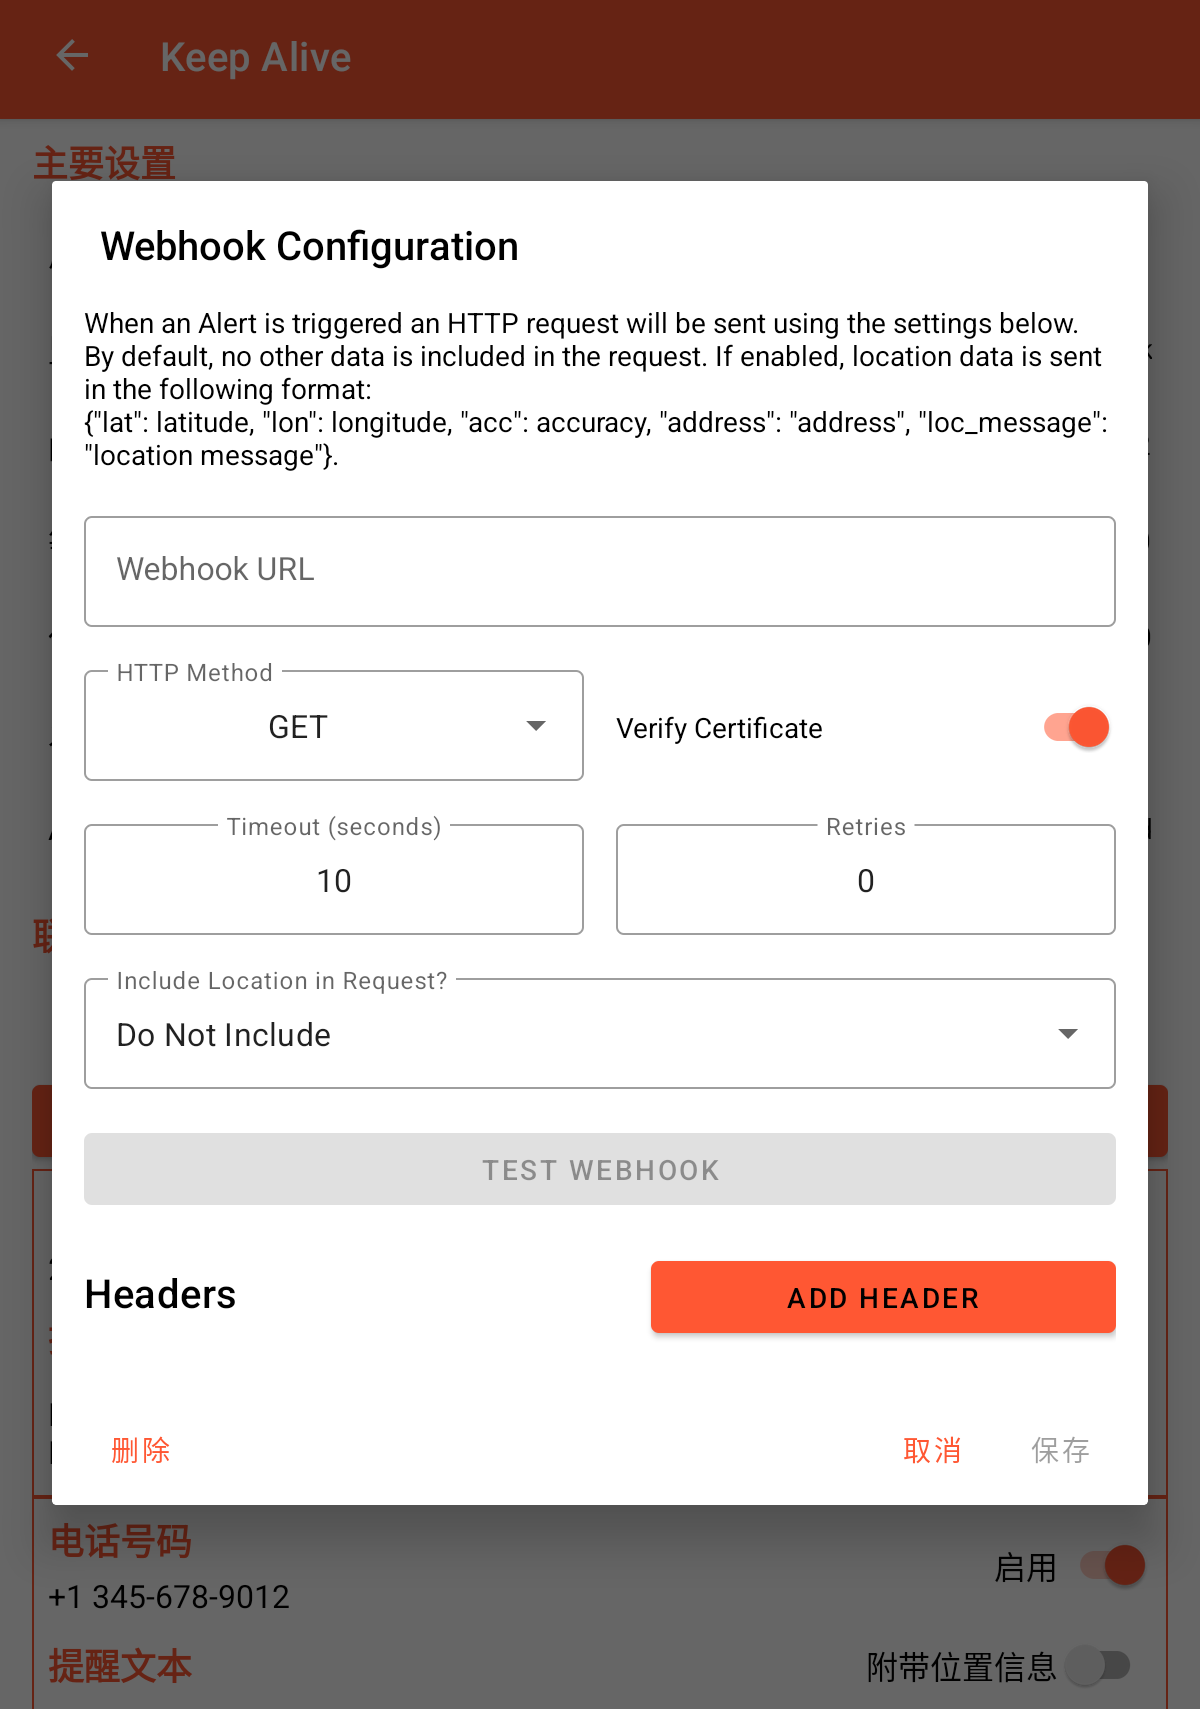 Keep Alive
主要设置
Webhook Configuration
When an Alert is triggered an HTTP request will be sent using the settings below.
By default, no other data is included in the request. If enabled, location data is sent
in the following format:
{"lat": latitude, "lon": longitude, "acc": accuracy, "address": "address", "loc_message":
"location message"}.
Webhook URL
HTTP Method
GET
Verify Certificate
Timeout (seconds)
10
Retries
0
Include Location in Request?
Do Not Include
TEST WEBHOOK
Headers
ADD HEADER
删除
取消
保存
电话号码
启用
+1 345-678-9012
提醒文本
附带位置信息